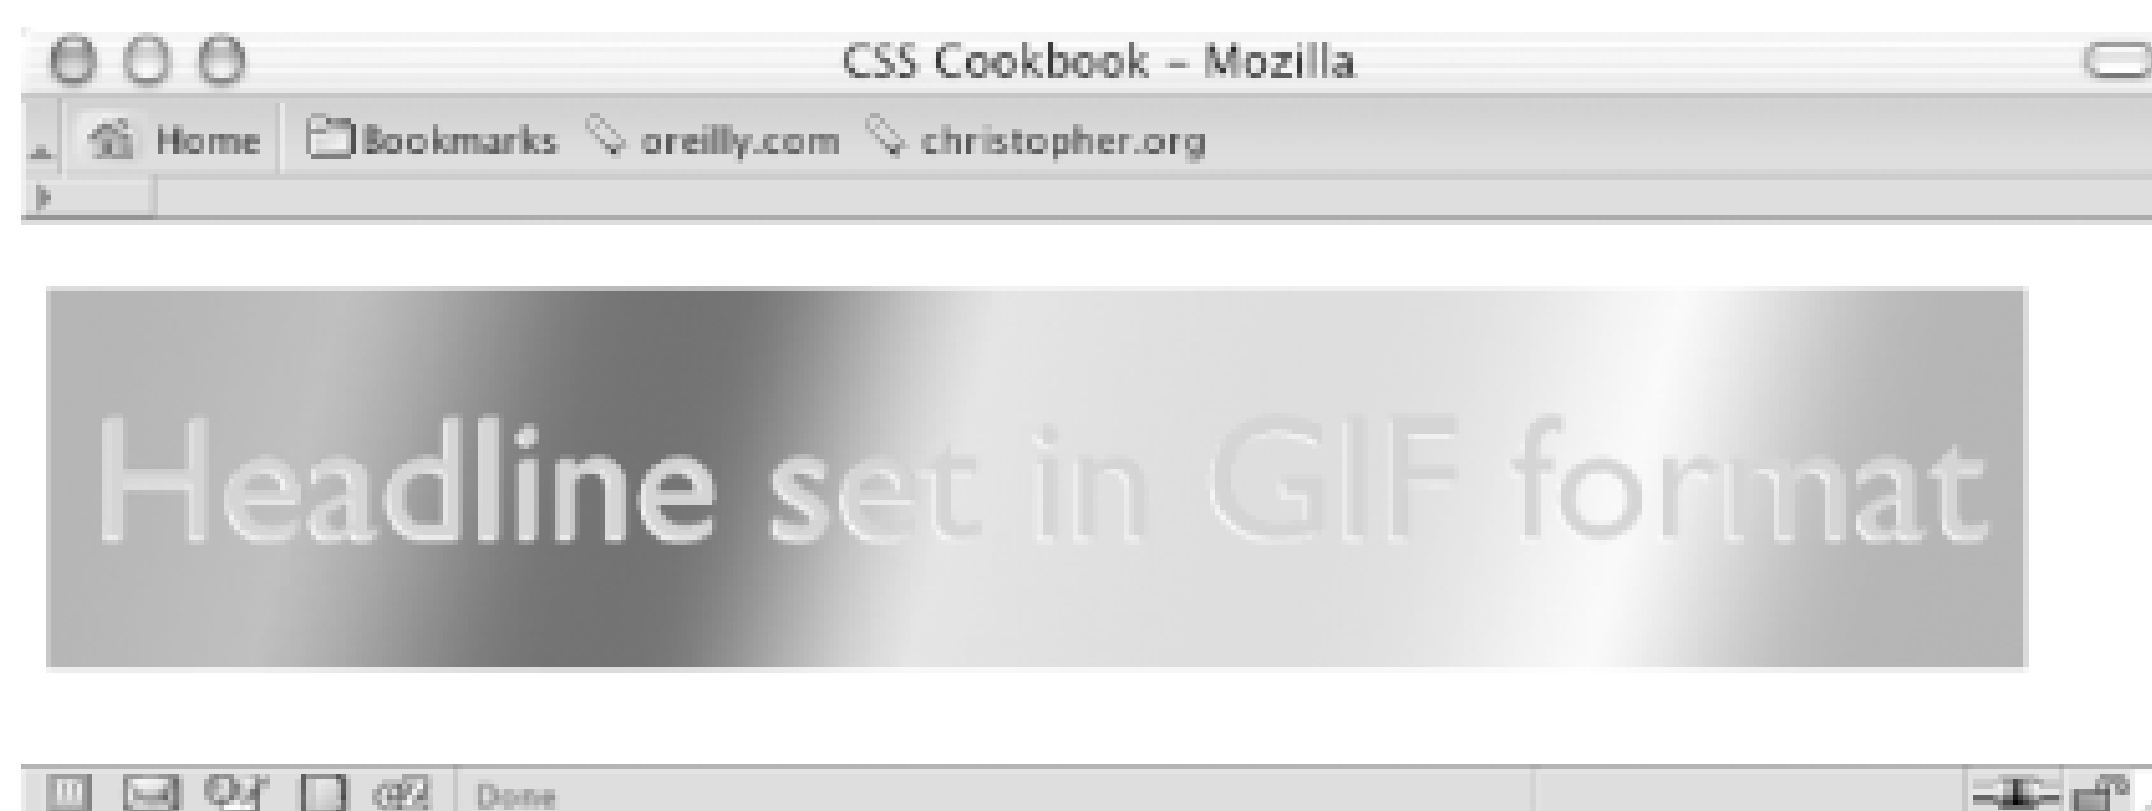 CSS Cookbook – Mozilla
Home Bookmarks oreilly.com christopher.org
Headline set in GIF format
Done